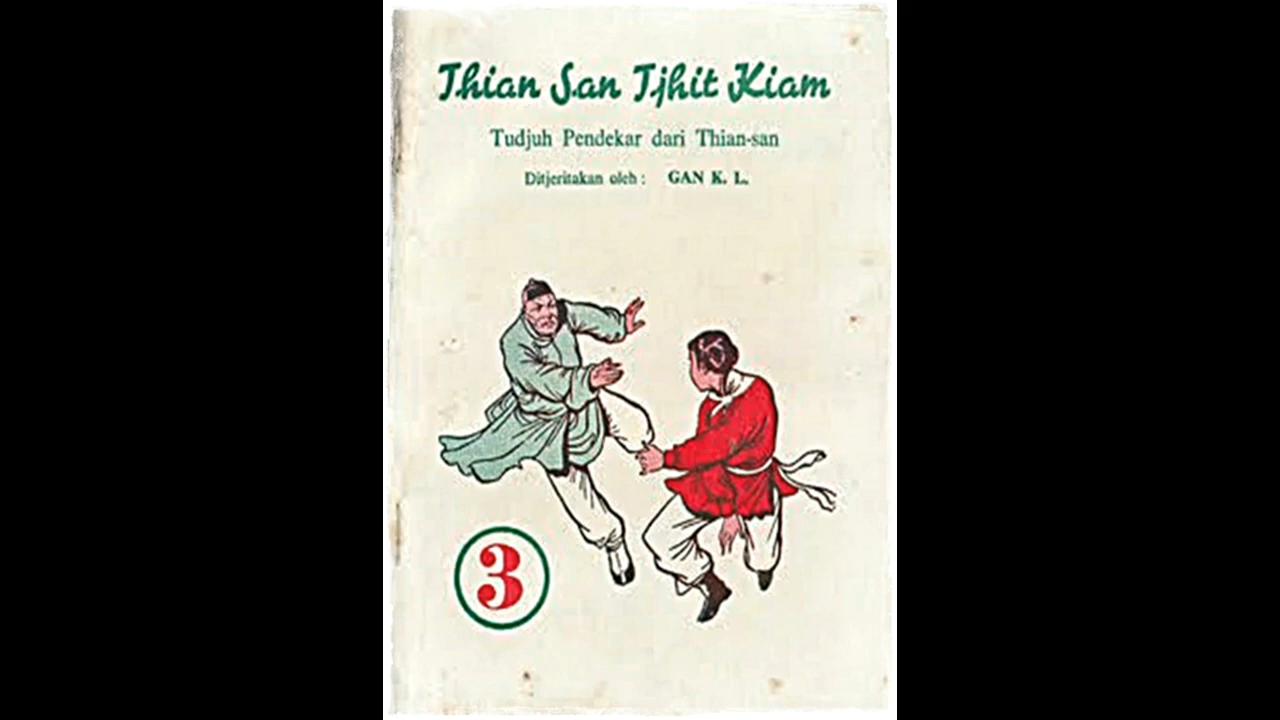 Thian San Tjhit Kiam
Tudjuh Pendekar dari Thian-san
Ditjeritakan oleh : GAN K. L.
3